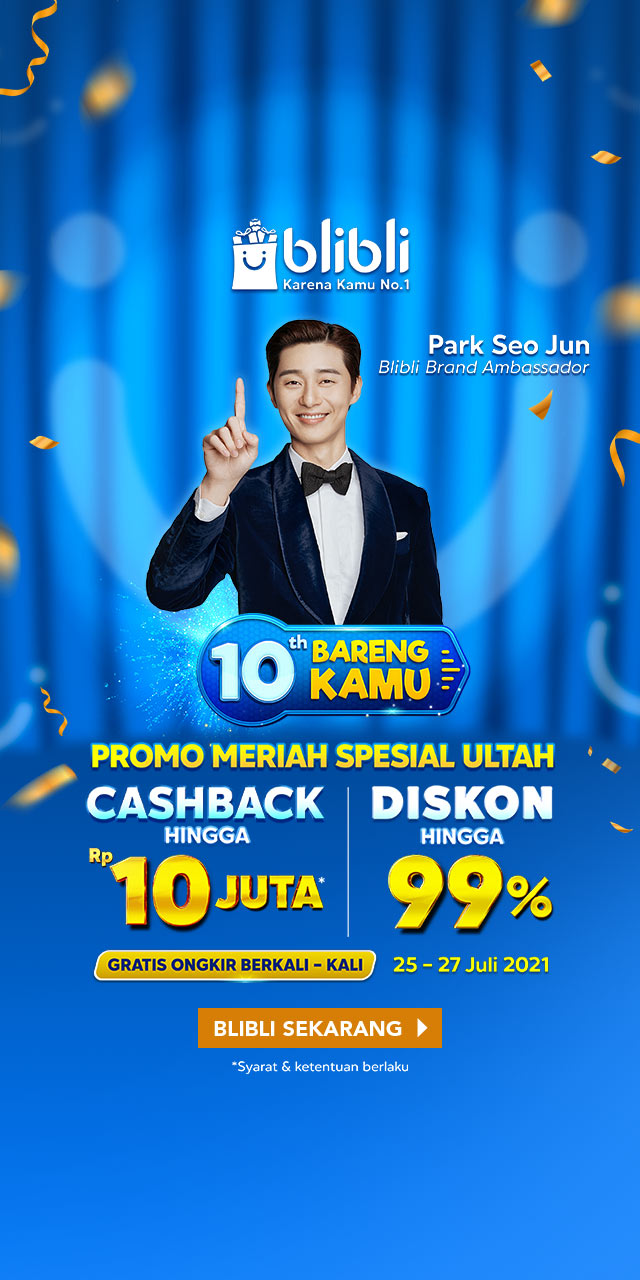 blibli
Karena Kamu No.1
Park Seo Jun
Blibli Brand Ambassador
10th BARENG KAMU
PROMO MERIAH SPESIAL ULTAH
CASHBACK
HINGGA
Rp 10 JUTA*
DISKON
HINGGA
99%
GRATIS ONGKIR BERKALI - KALI
25 - 27 Juli 2021
BLIBLI SEKARANG
*Syarat & ketentuan berlaku